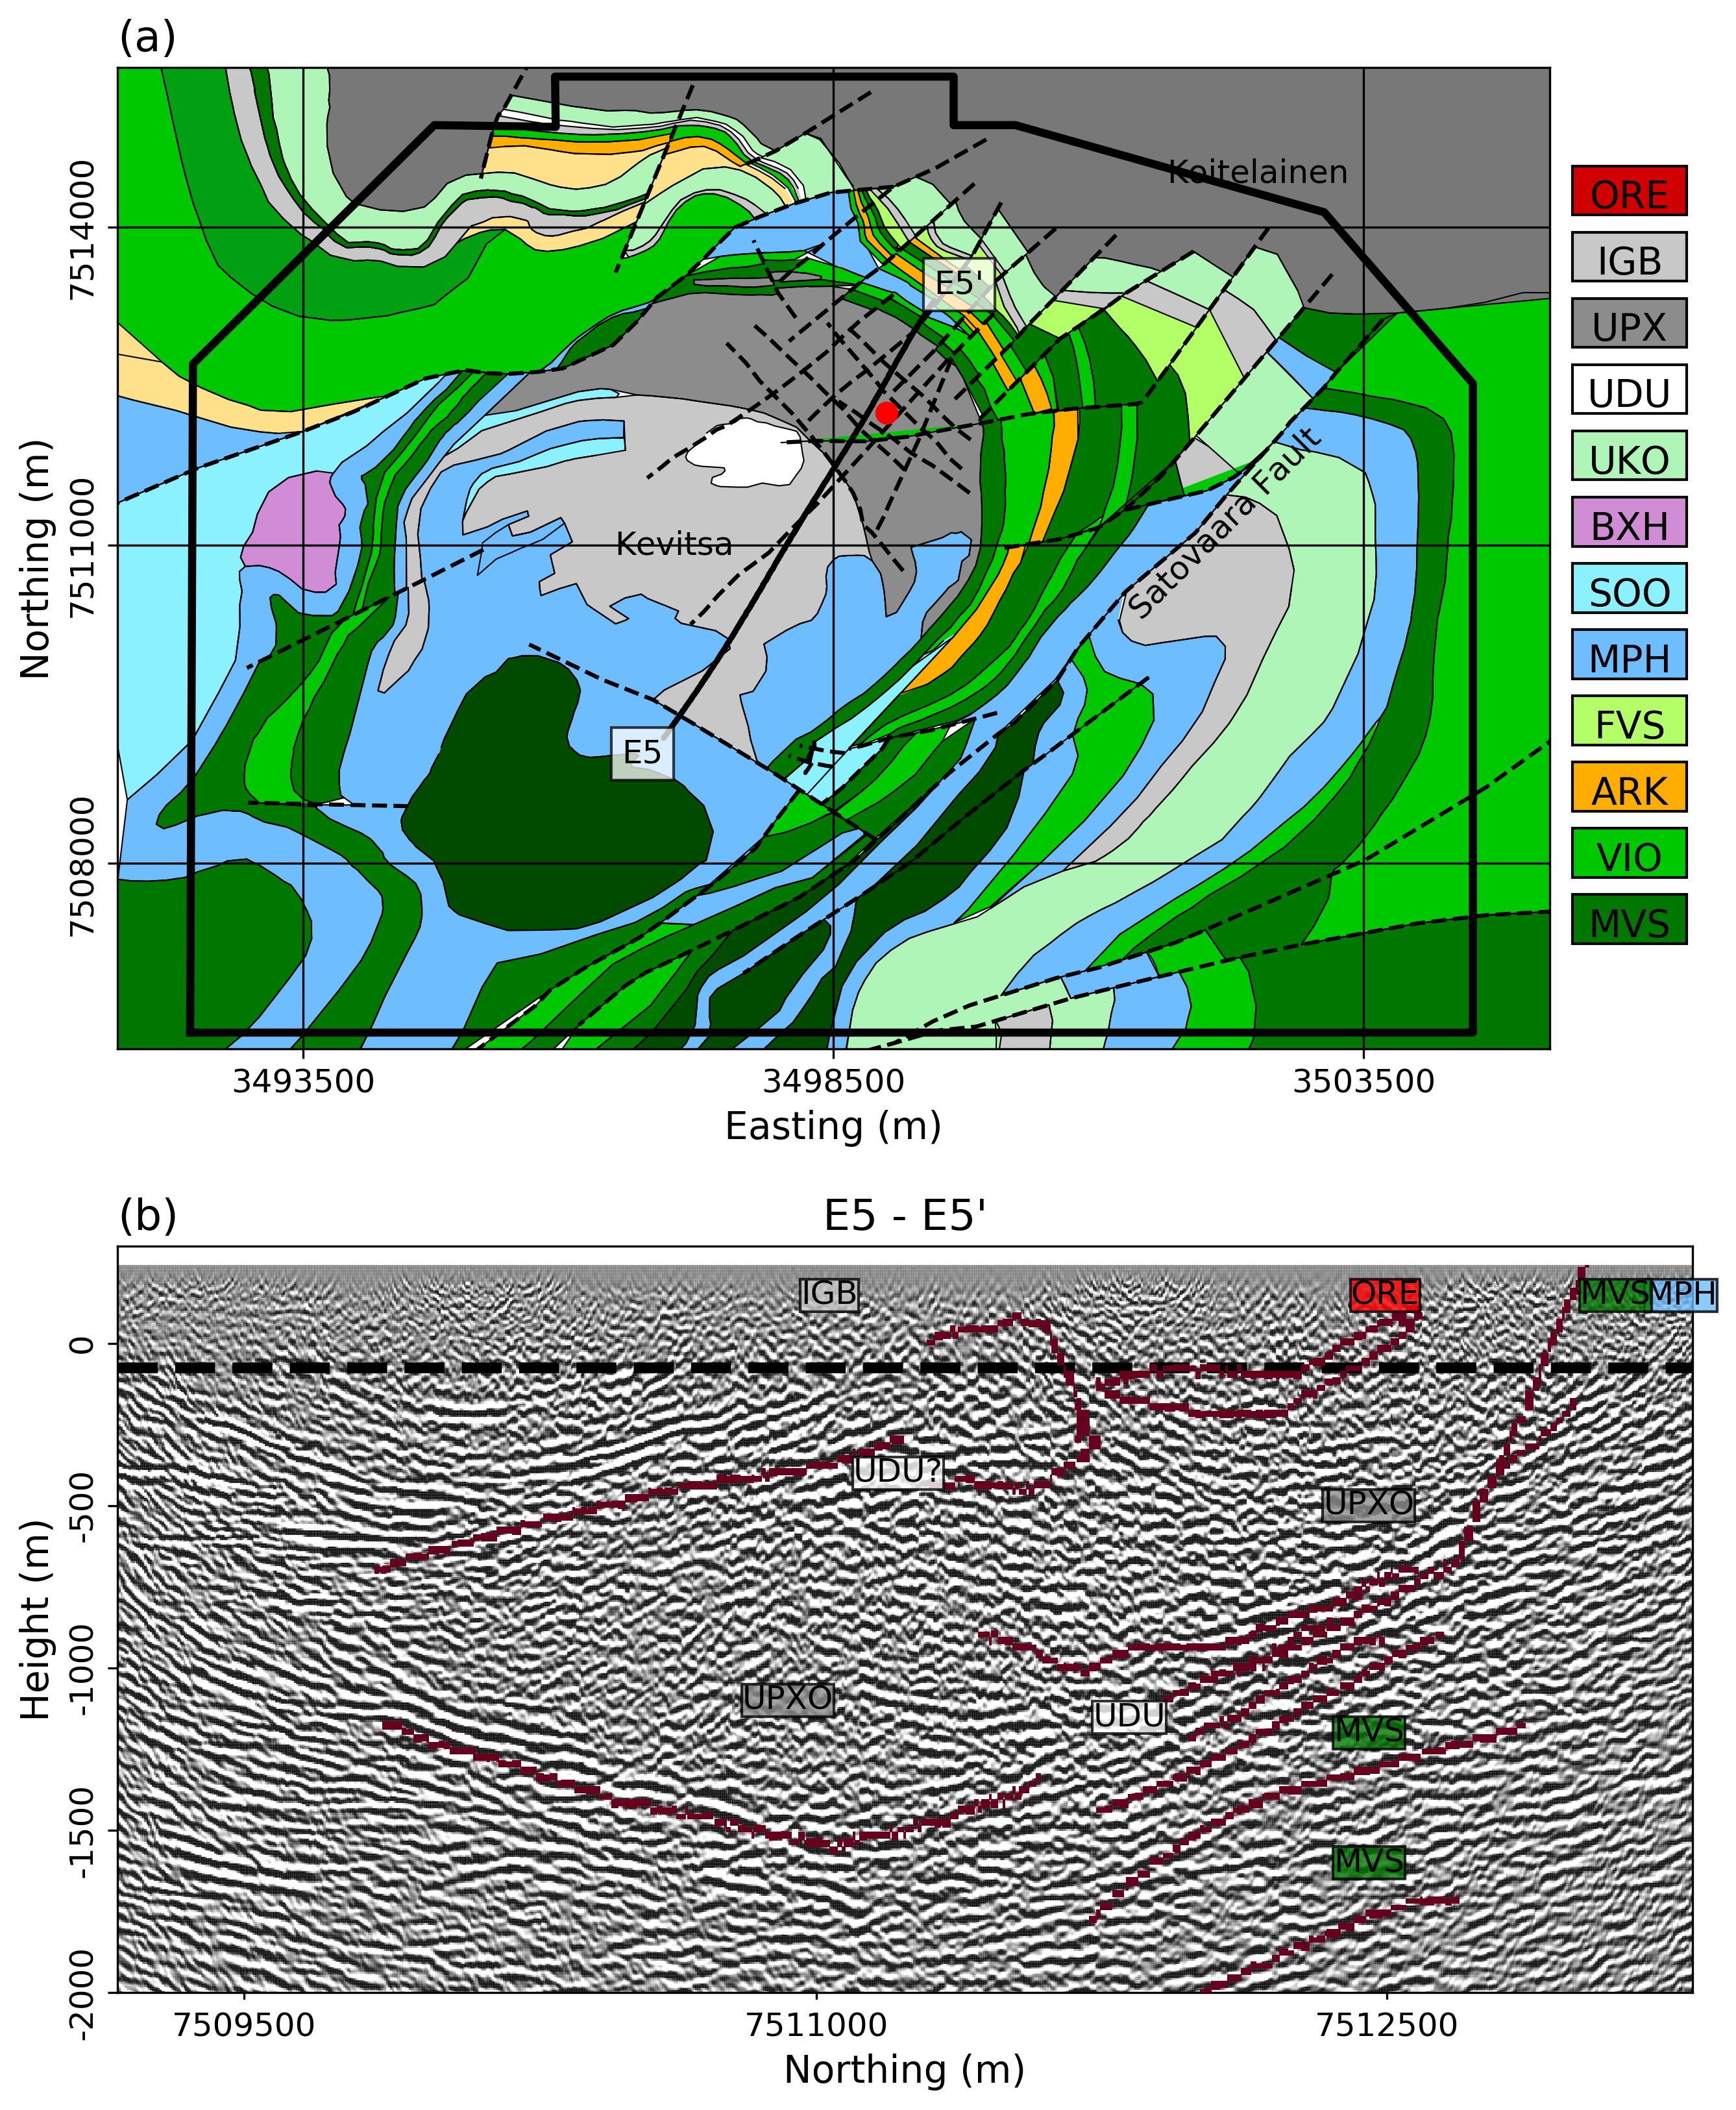 (a)
Koitelainen
7514000
E5'
7511000
Kevitsa
Satovaara Fault
E5
7508000
Northing (m)
3493500
3498500
3503500
Easting (m)
ORE
IGB
UPX
UDU
UKO
BXH
SOO
MPH
FVS
ARK
VIO
MVS
(b)
E5 - E5'
IGB
ORE
MVS
MPH
0
UDU?
-500
UPXO
-1000
UPXO
UDU
MVS
-1500
MVS
-2000
Height (m)
7509500
7511000
7512500
Northing (m)